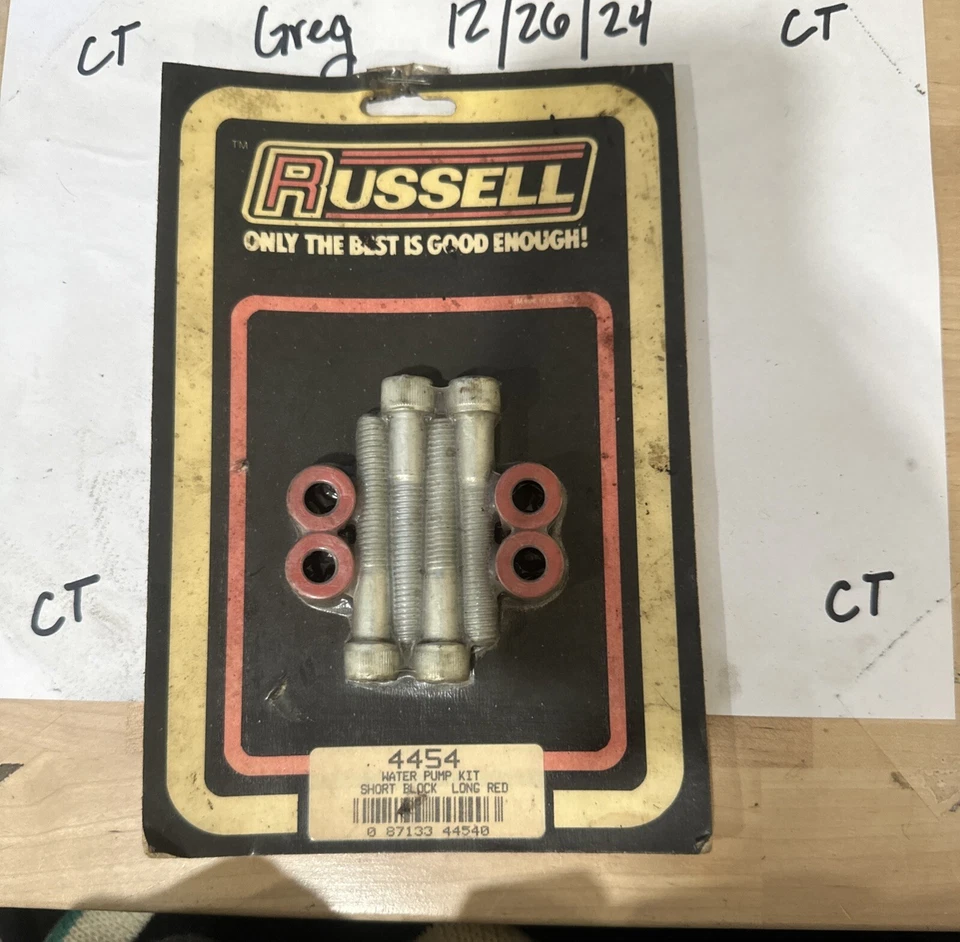 CT Greg 12/26/24 CT
TM
RUSSELL
ONLY THE BEST IS GOOD ENOUGH!
4454
WATER PUMP KIT
SHORT BLOCK LONG RED
0 87133 44540
CT CT